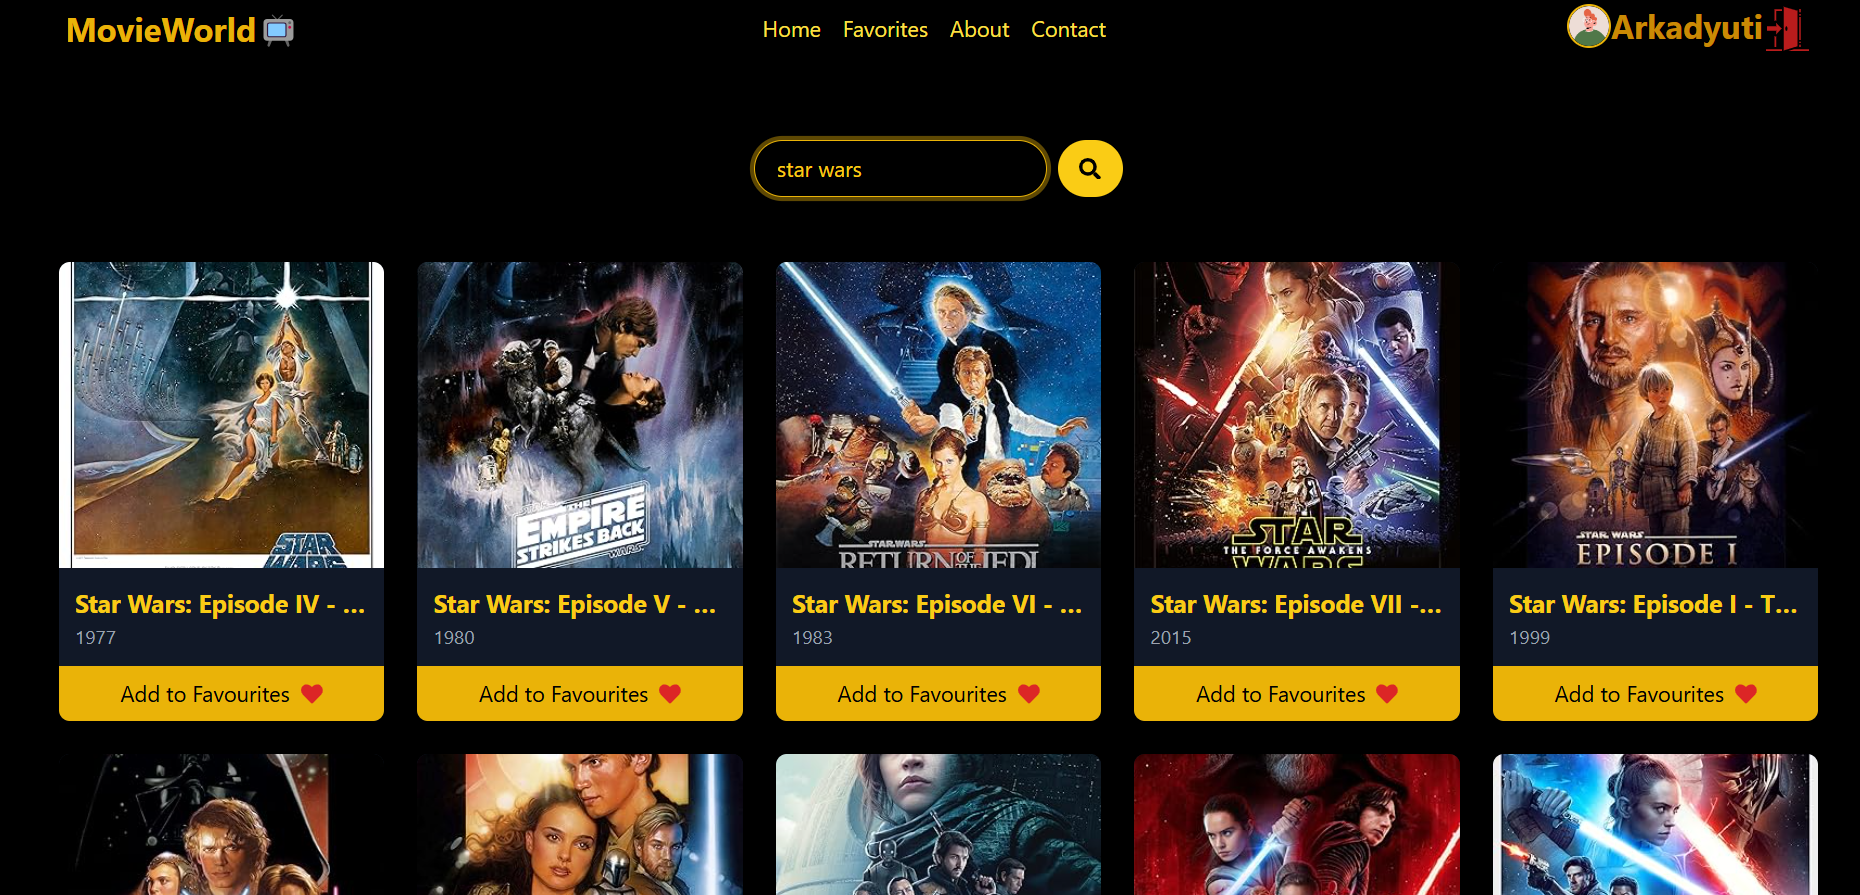 MovieWorld
Home Favorites About Contact
Arkadyuti
star wars
STAR WARS
THE EMPIRE STRIKES BACK
STAR WARS
STAR WARS
RETURN OF THE JEDI
STAR WARS
THE FORCE AWAKENS
STAR WARS
EPISODE I
Star Wars: Episode IV - ...
1977
Add to Favourites
Star Wars: Episode V - ...
1980
Add to Favourites
Star Wars: Episode VI - ...
1983
Add to Favourites
Star Wars: Episode VII -...
2015
Add to Favourites
Star Wars: Episode I - T...
1999
Add to Favourites